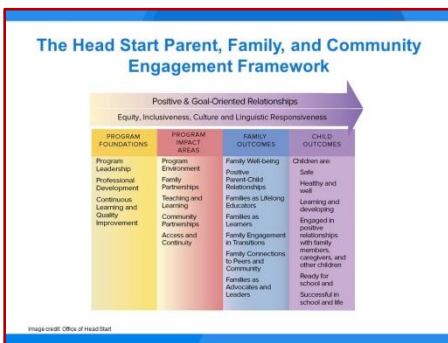 The Head Start Parent, Family, and Community
Engagement Framework
Positive & Goal-Oriented Relationships
Equity, Inclusiveness, Culture and Linguistic Responsiveness
PROGRAM
FOUNDATIONS
Program
Leadership
Professional
Development
Continuous
Learning and
Quality
Improvement
PROGRAM
IMPACT
AREAS
Program
Environment
Family
Partnerships
Teaching and
Learning
Community
Partnerships
Access and
Continuity
FAMILY
OUTCOMES
Family Well-being
Positive
Parent-Child
Relationships
Families as Lifelong
Educators
Families as
Learners
Family Engagement
in Transitions
Family Connections
to Peers and
Community
Families as
Advocates and
Leaders
CHILD
OUTCOMES
Children are:
Safe
Healthy and
well
Learning and
developing
Engaged in
positive
relationships
with family
members,
caregivers, and
other children
Ready for
school and
Successful in
school and life
Image credit: Office of Head Start